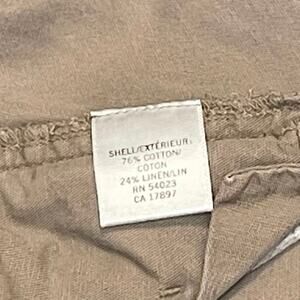 SHELL/EXTÉRIEUR:
76% COTTON/
COTON
24% LINEN/LIN
RN 54023
CA 17897